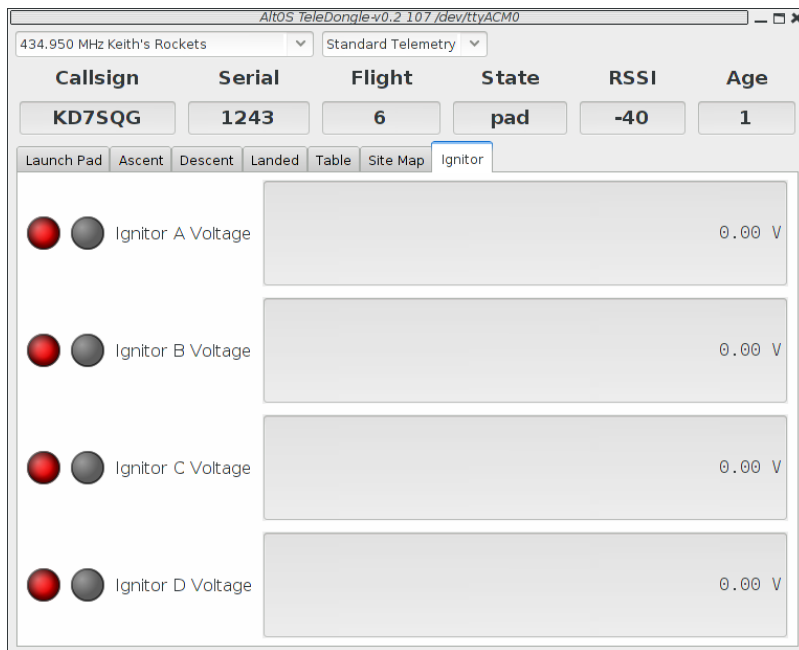 AltOS TeleDongle-v0.2 107 /dev/ttyACM0
434.950 MHz Keith's Rockets Standard Telemetry
Callsign Serial Flight State RSSI Age
KD7SQG 1243 6 pad -40 1
Launch Pad Ascent Descent Landed Table Site Map Ignitor
Ignitor A Voltage 0.00 V
Ignitor B Voltage 0.00 V
Ignitor C Voltage 0.00 V
Ignitor D Voltage 0.00 V